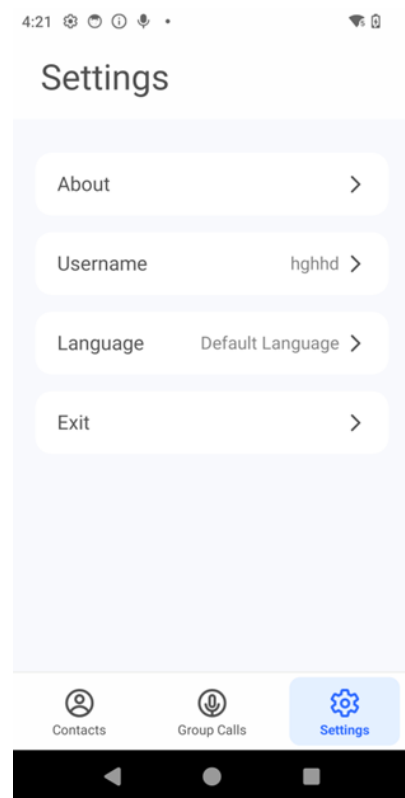 4:21
Settings
About
Username hghhd
Language Default Language
Exit
Contacts Group Calls Settings